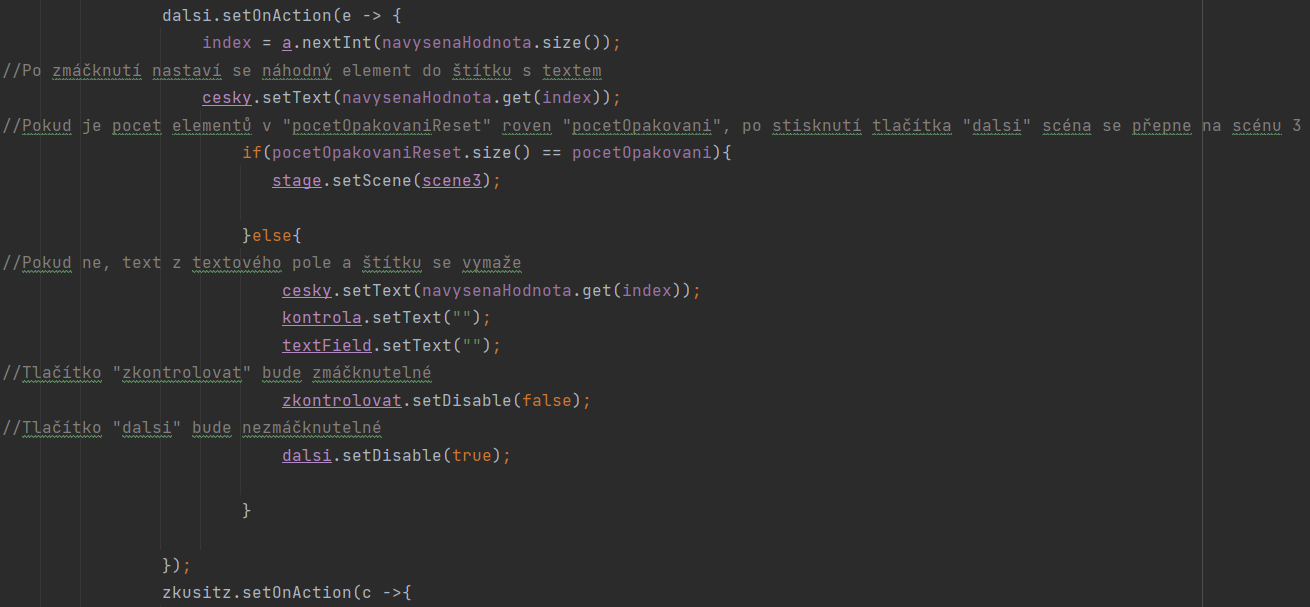 dalsi.setOnAction(e -> {
index = a.nextInt(navysenaHodnota.size());
//Po zmáčknutí nastaví se náhodný element do štítku s textem
cesky.setText(navysenaHodnota.get(index));
//Pokud je pocet elementů v "pocetOpakovaniReset" roven "pocetOpakovani", po stisknutí tlačítka "dalsi" scéna se přepne na scénu 3
if(pocetOpakovaniReset.size() == pocetOpakovani){
stage.setScene(scene3);
}else{
//Pokud ne, text z textového pole a štítku se vymaže
cesky.setText(navysenaHodnota.get(index));
kontrola.setText("");
textField.setText("");
//Tlačítko "zkontrolovat" bude zmáčknutelné
zkontrolovat.setDisable(false);
//Tlačítko "dalsi" bude nezmáčknutelné
dalsi.setDisable(true);
}
});
zkusitz.setOnAction(c ->{